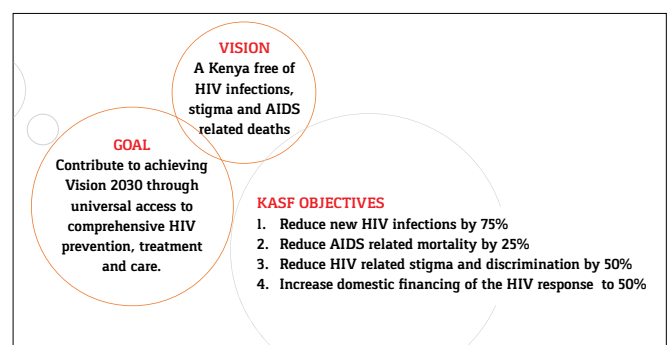 VISION
A Kenya free of
HIV infections,
stigma and AIDS
related deaths
GOAL
Contribute to achieving
Vision 2030 through
universal access to
comprehensive HIV
prevention, treatment
and care.
KASF OBJECTIVES
1. Reduce new HIV infections by 75%
2. Reduce AIDS related mortality by 25%
3. Reduce HIV related stigma and discrimination by 50%
4. Increase domestic financing of the HIV response to 50%